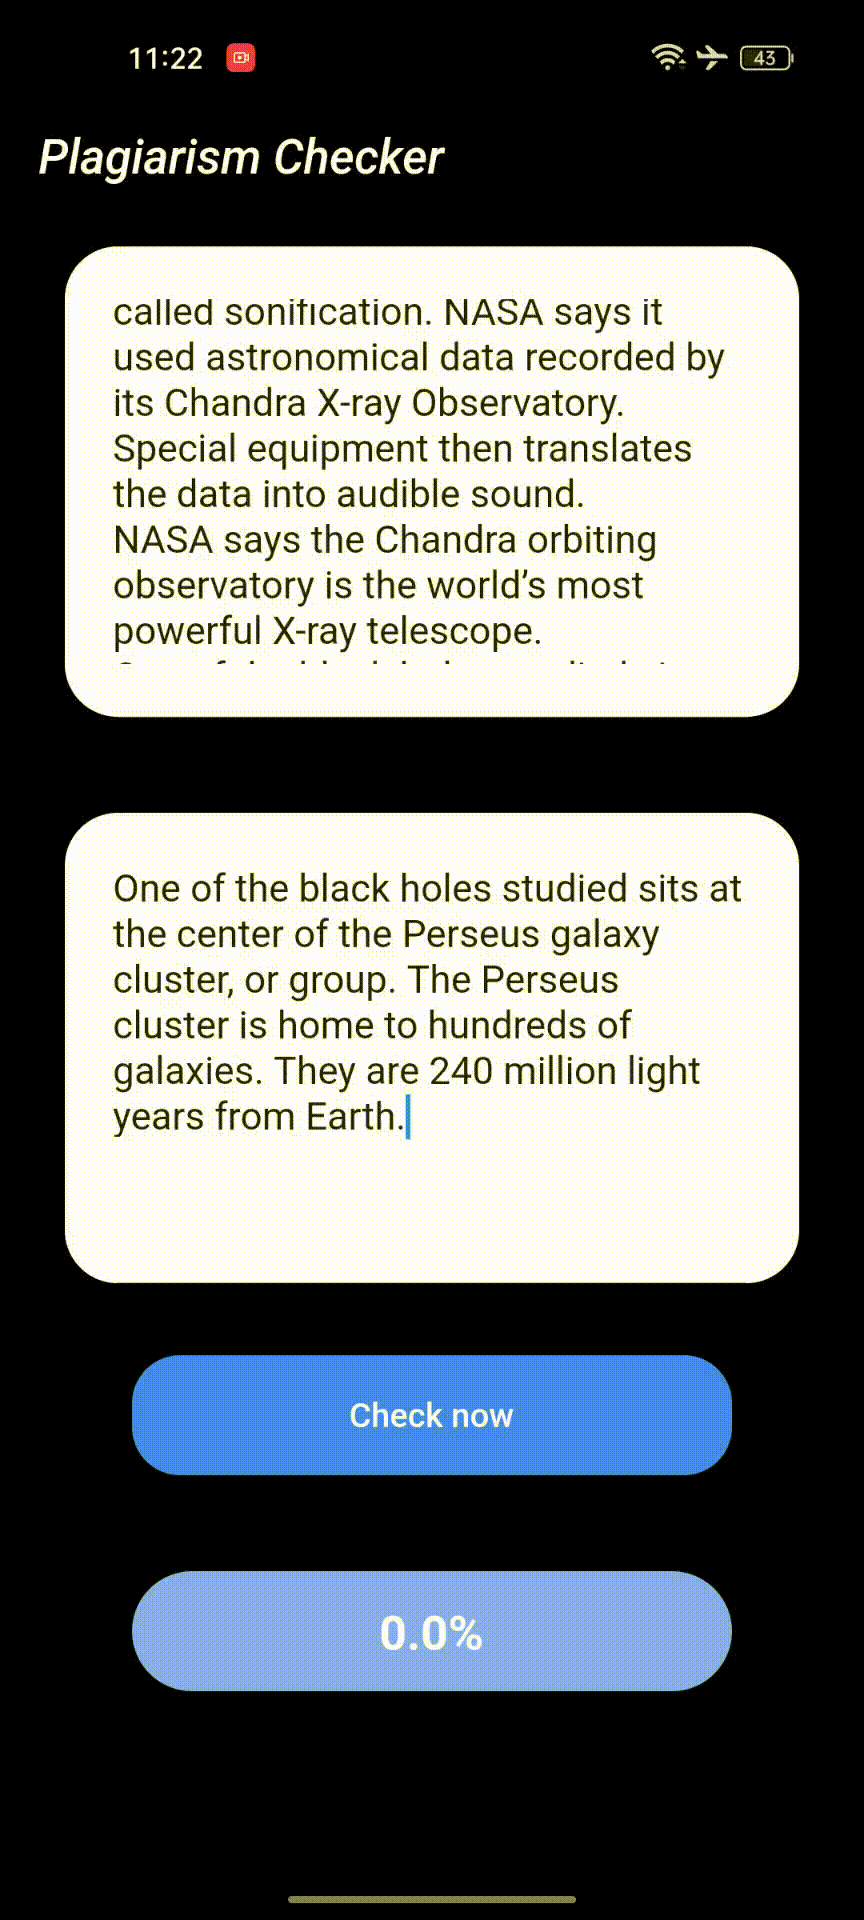 11:22
43
Plagiarism Checker
called sonification. NASA says it
used astronomical data recorded by
its Chandra X-ray Observatory.
Special equipment then translates
the data into audible sound.
NASA says the Chandra orbiting
observatory is the world’s most
powerful X-ray telescope.
One of the black holes studied sits at
the center of the Perseus galaxy
cluster, or group. The Perseus
cluster is home to hundreds of
galaxies. They are 240 million light
years from Earth.
Check now
0.0%